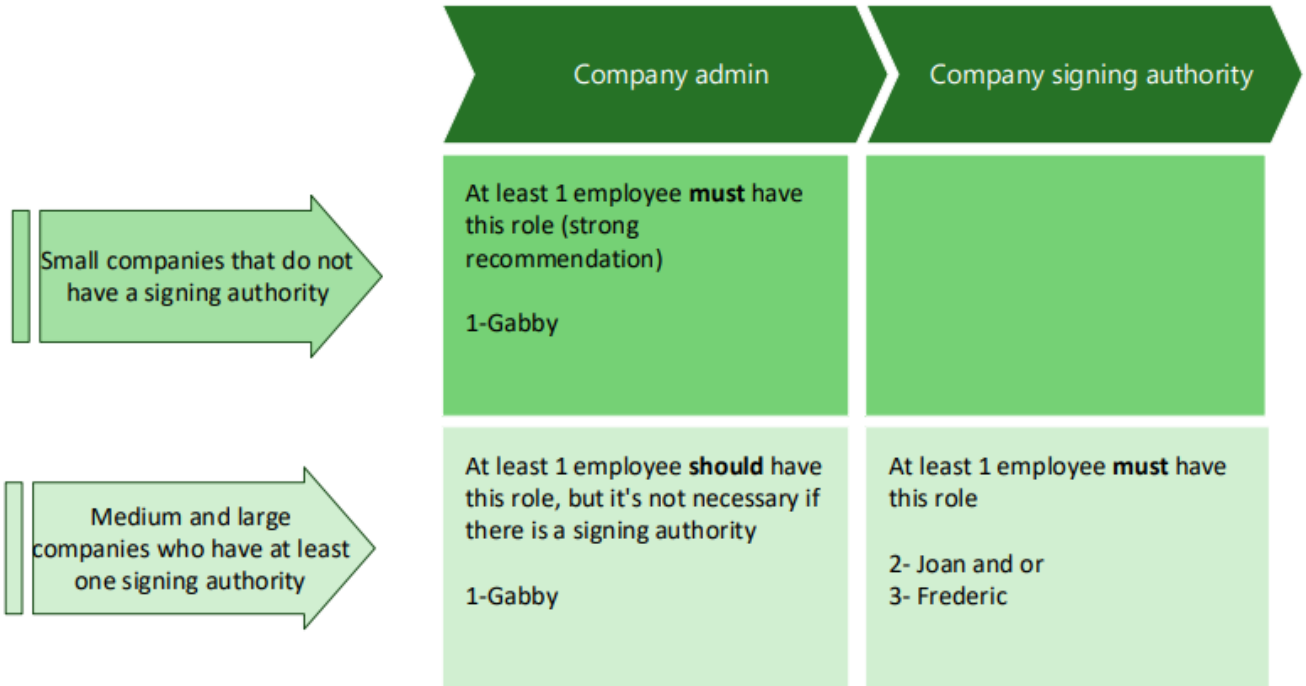 Company admin
Company signing authority
Small companies that do not
have a signing authority
At least 1 employee must have
this role (strong
recommendation)
1-Gabby
Medium and large
companies who have at least
one signing authority
At least 1 employee should have
this role, but it's not necessary if
there is a signing authority
1-Gabby
At least 1 employee must have
this role
2- Joan and or
3- Frederic